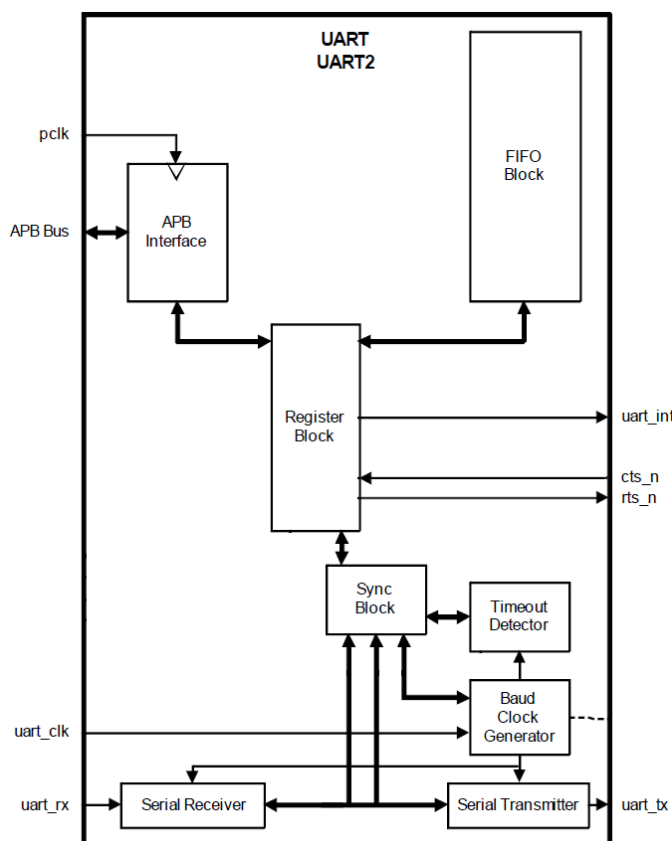 UART
UART2
pclk
FIFO
Block
APB Bus
APB
Interface
Register
Block
uart_int
cts_n
rts_n
Sync
Block
Timeout
Detector
uart_clk
Baud
Clock
Generator
uart_rx
Serial Receiver
Serial Transmitter
uart_tx